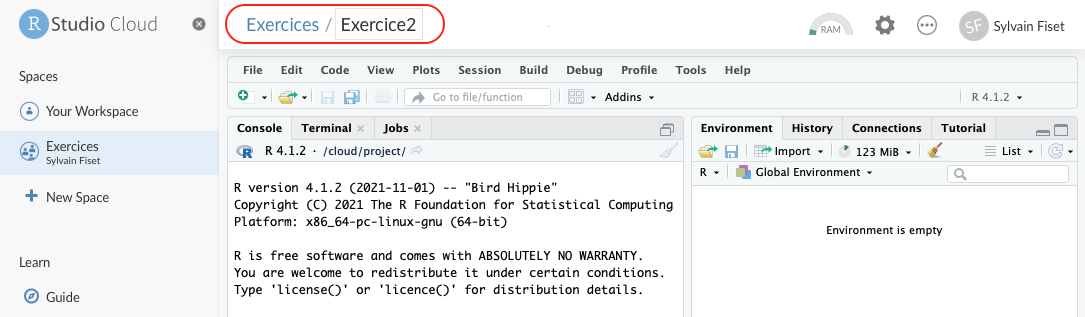 R Studio Cloud
Exercices / Exercice2
RAM
SF Sylvain Fiset
Spaces
Your Workspace
Exercices
Sylvain Fiset
New Space
Learn
Guide
File Edit Code View Plots Session Build Debug Profile Tools Help
Go to file/function Addins R 4.1.2
Console Terminal Jobs
R 4.1.2 · /cloud/project/
R version 4.1.2 (2021-11-01) -- "Bird Hippie"
Copyright (C) 2021 The R Foundation for Statistical Computing
Platform: x86_64-pc-linux-gnu (64-bit)
R is free software and comes with ABSOLUTELY NO WARRANTY.
You are welcome to redistribute it under certain conditions.
Type 'license()' or 'licence()' for distribution details.
Environment History Connections Tutorial
Import 123 MiB List
R Global Environment
Environment is empty